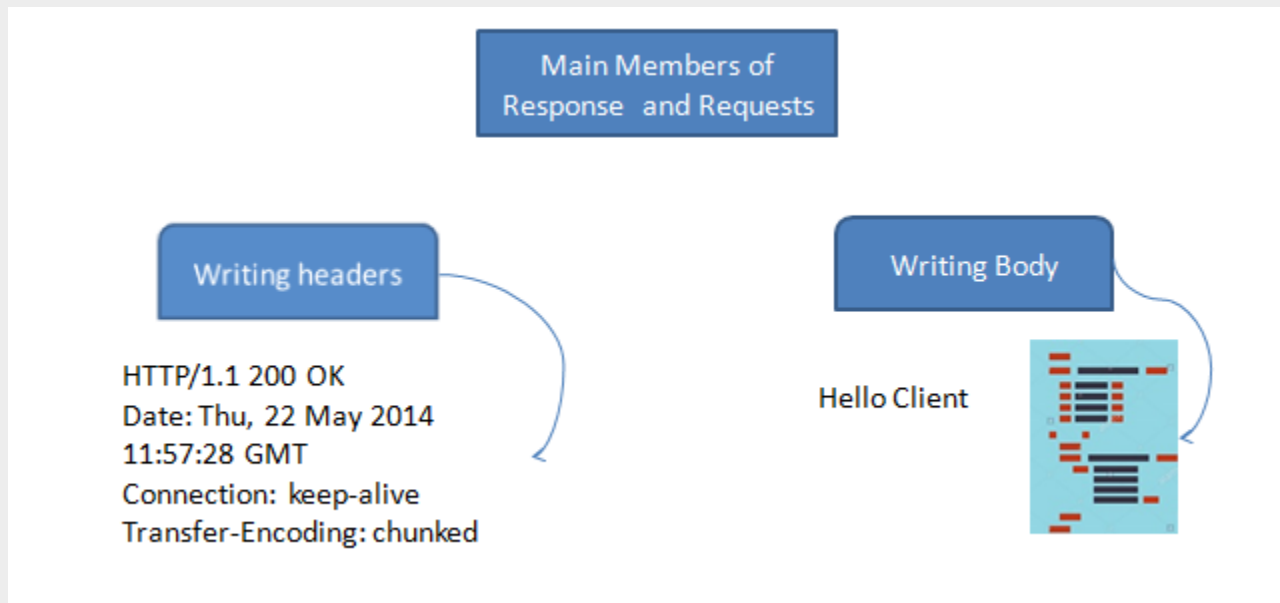 Main Members of
Response and Requests
Writing headers
HTTP/1.1 200 OK
Date: Thu, 22 May 2014
11:57:28 GMT
Connection: keep-alive
Transfer-Encoding: chunked
Writing Body
Hello Client